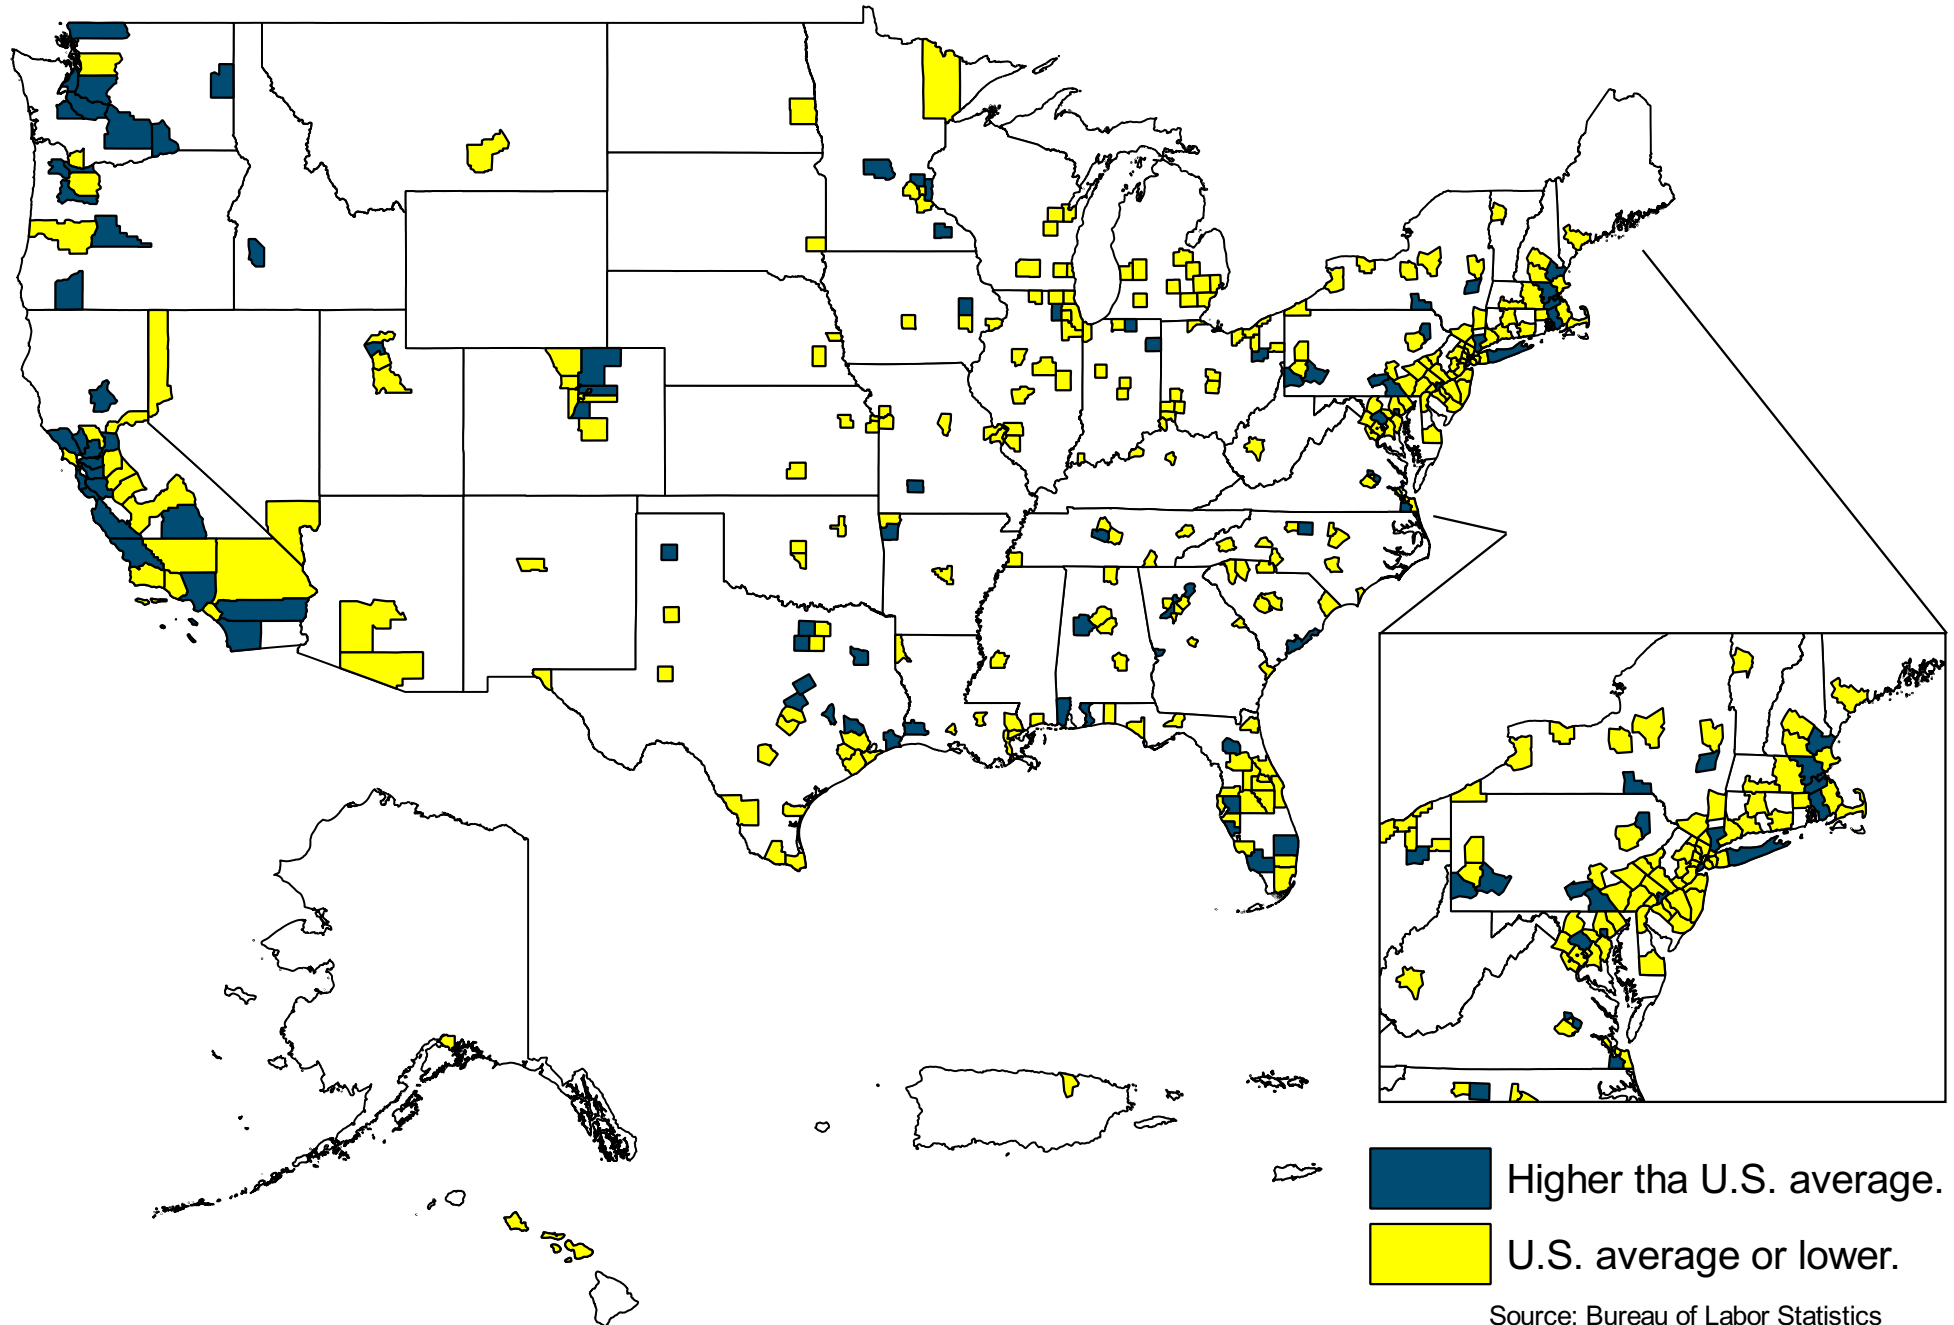 Higher tha U.S. average.
U.S. average or lower.
Source: Bureau of Labor Statistics